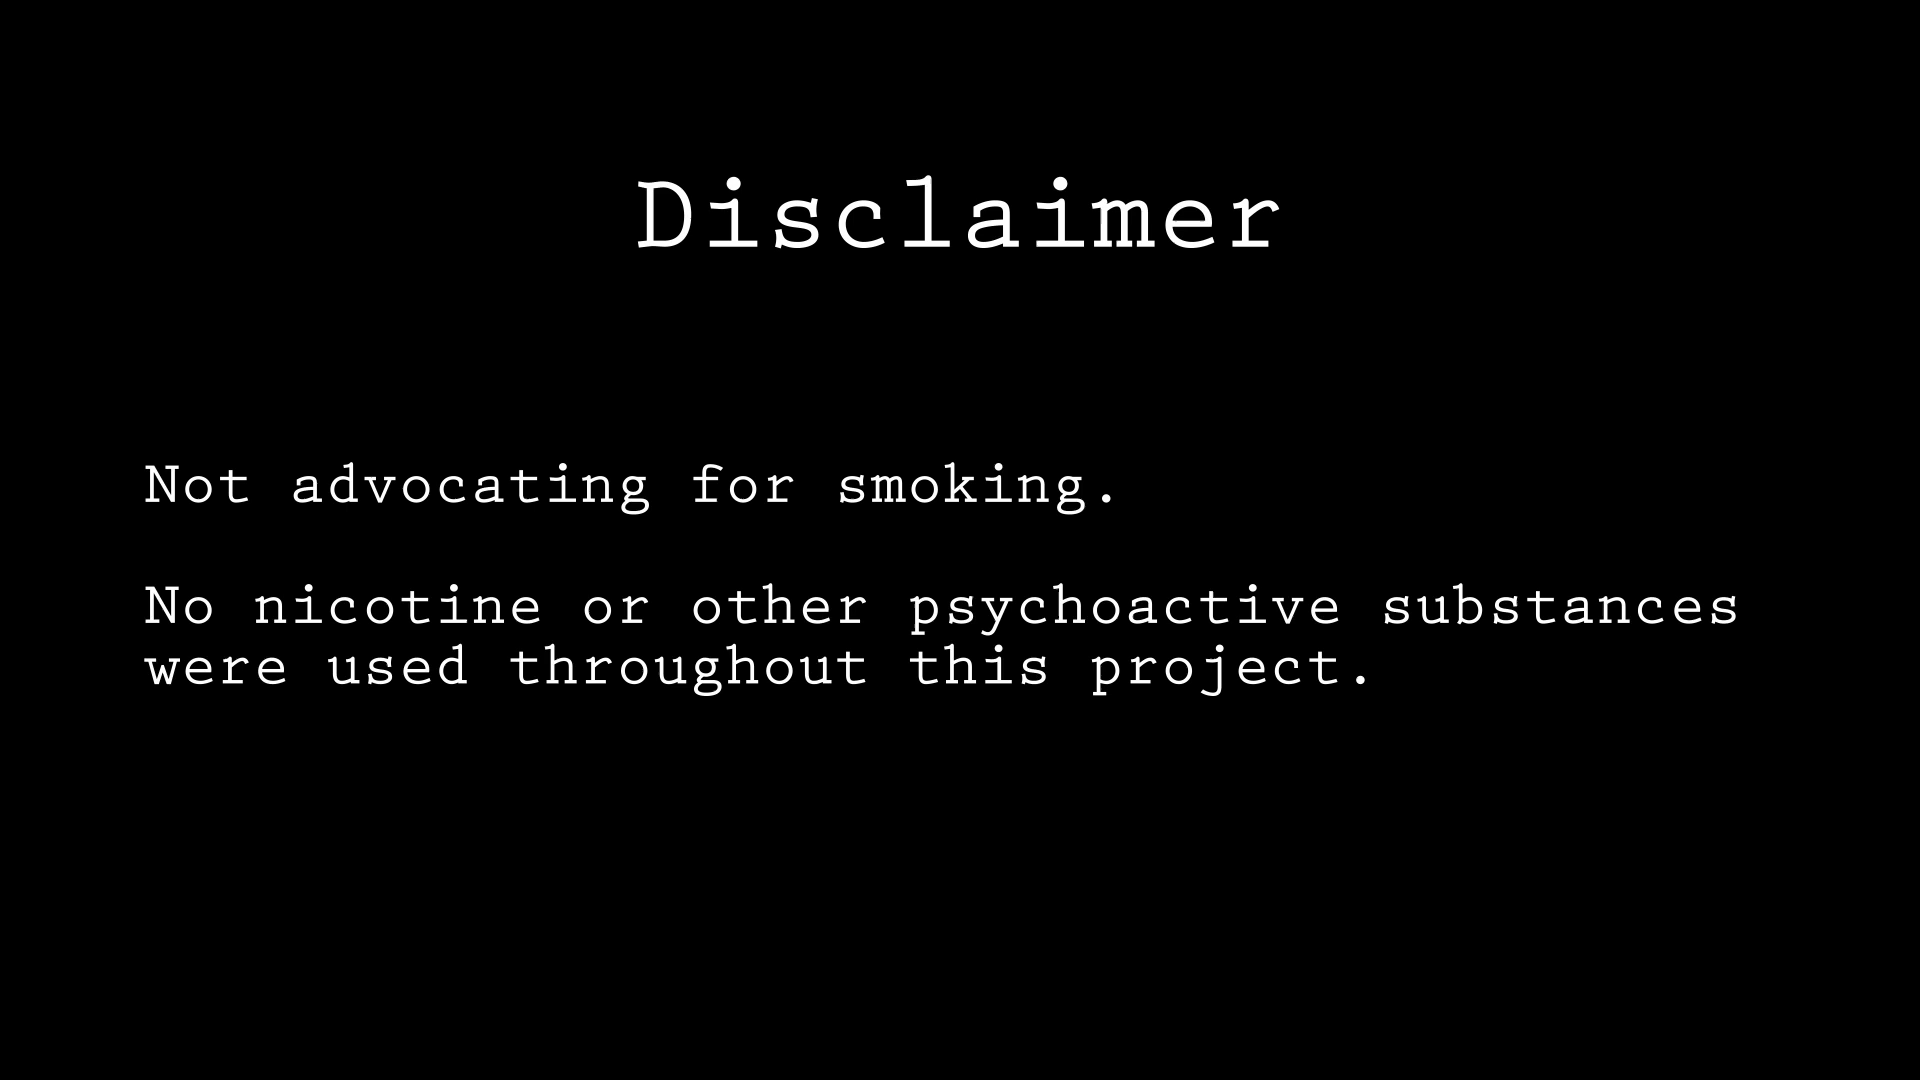 Disclaimer
Not advocating for smoking.
No nicotine or other psychoactive substances
were used throughout this project.